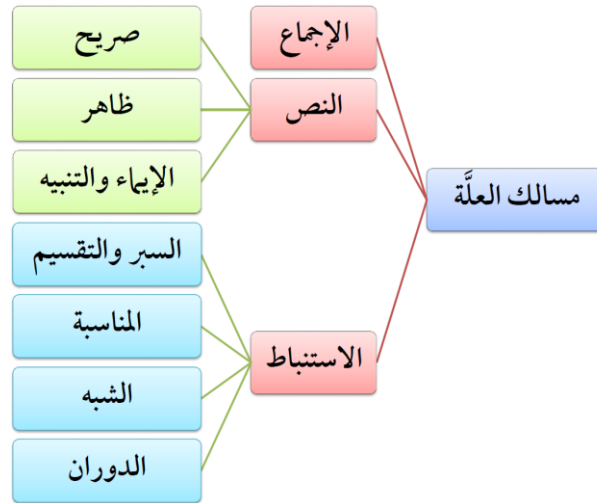 مسالك العلَّة
الإجماع
النص
صريح
ظاهر
الإيماء والتنبيه
الاستنباط
السبر والتقسيم
المناسبة
الشبه
الدوران